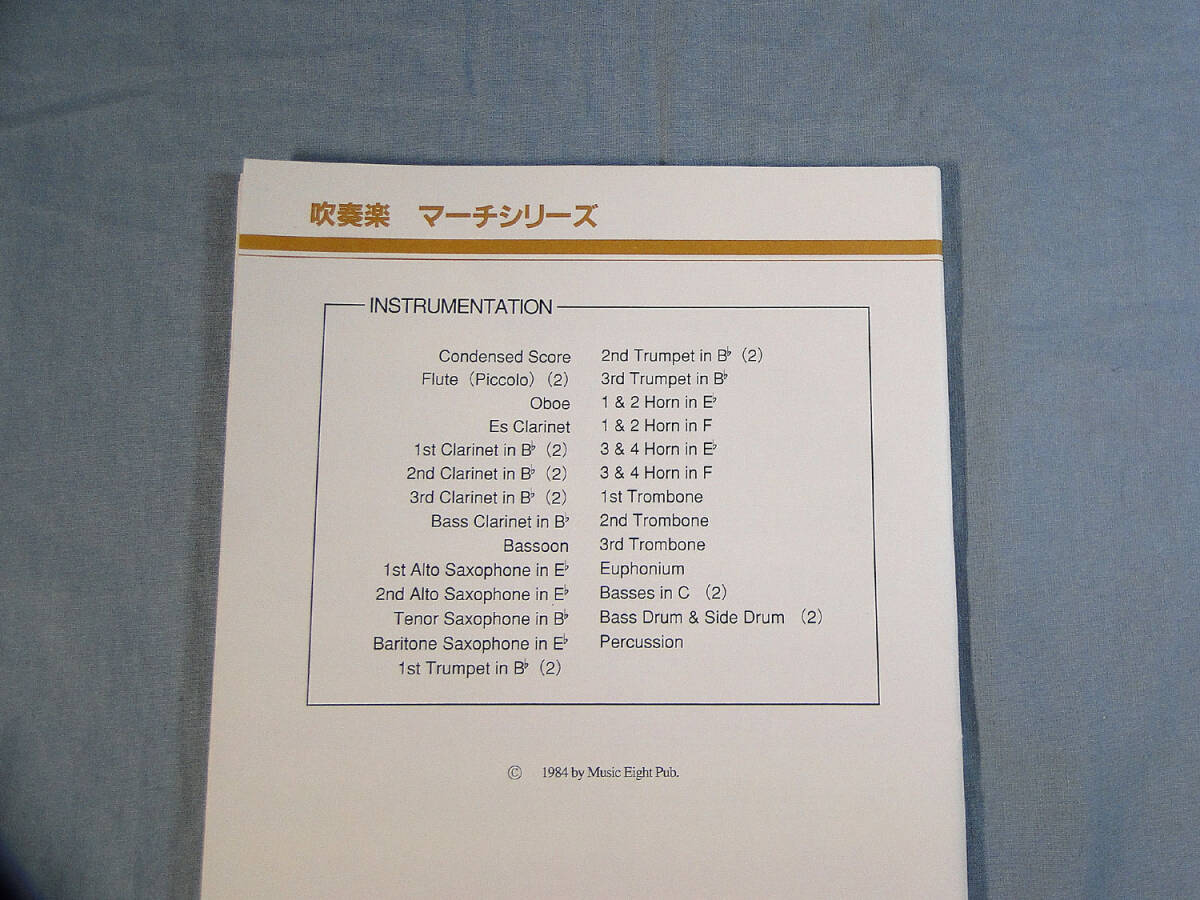 吹奏楽 マーチシリーズ
INSTRUMENTATION
Condensed Score
Flute (Piccolo) (2)
Oboe
Es Clarinet
1st Clarinet in B♭ (2)
2nd Clarinet in B♭ (2)
3rd Clarinet in B♭ (2)
Bass Clarinet in B♭
Bassoon
1st Alto Saxophone in E♭
2nd Alto Saxophone in E♭
Tenor Saxophone in B♭
Baritone Saxophone in E♭
1st Trumpet in B♭ (2)
2nd Trumpet in B♭ (2)
3rd Trumpet in B♭
1 & 2 Horn in E♭
1 & 2 Horn in F
3 & 4 Horn in E♭
3 & 4 Horn in F
1st Trombone
2nd Trombone
3rd Trombone
Euphonium
Basses in C (2)
Bass Drum & Side Drum (2)
Percussion
© 1984 by Music Eight Pub.